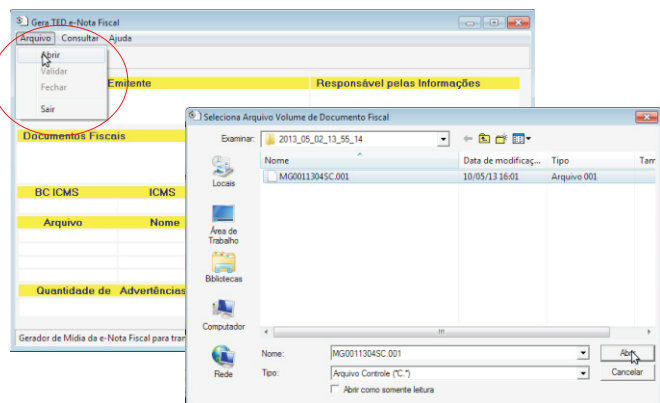 Gera TED e-Nota Fiscal
Arquivo Consultar Ajuda
Abrir
Validar
Fechar
Sair
Emitente Responsável pelas Informações
Documentos Fiscais
BC ICMS ICMS
Arquivo Nome
Quantidade de Advertências
Gerador de Mídia da e-Nota Fiscal para tran
Seleciona Arquivo Volume de Documento Fiscal
Examinar: 2013_05_02_13_55_14
Nome Data de modificaç... Tipo Tam
MG0011304SC.001 10/05/13 16:01 Arquivo 001
Locais
Área de
Trabalho
Bibliotecas
Computador
Rede
Nome: MG0011304SC.001 Abrir
Tipo: Arquivo Controle (*C.*) Cancelar
Abrir como somente leitura